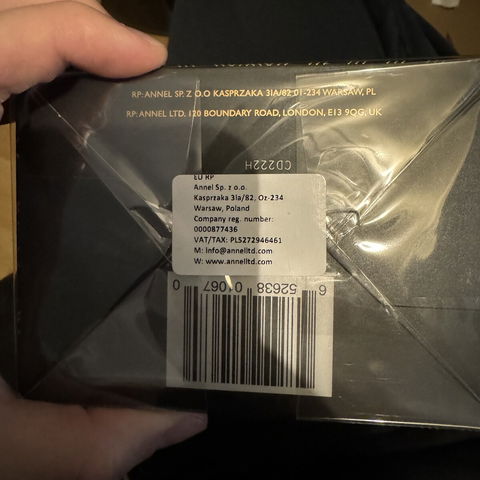 RP: ANNEL SP. Z O.O KASPRZAKA 31A/82 01-234 WARSAW, PL
RP: ANNEL LTD. 120 BOUNDARY ROAD, LONDON, E13 9QG, UK
CD222H
EU RP
Annel Sp. z o.o.
Kasprzaka 31a/82, Oz-234
Warsaw, Poland
Company reg. number:
0000877436
VAT/TAX: PL5272946461
M: info@annelltd.com
W: www.annelltd.com
6 52638 01067 0